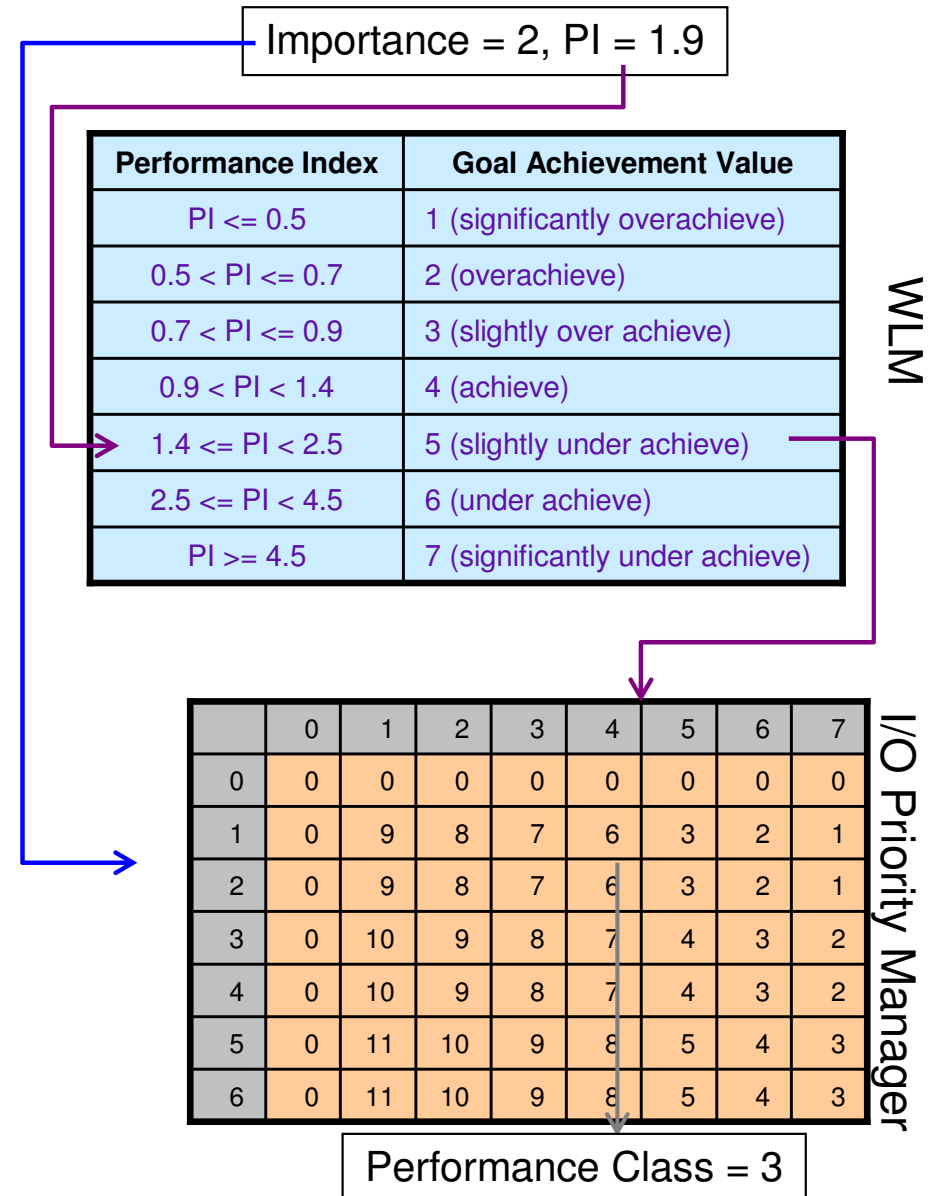 Importance = 2, PI = 1.9
Performance Index Goal Achievement Value
PI <= 0.5 1 (significantly overachieve)
0.5 < PI <= 0.7 2 (overachieve)
0.7 < PI <= 0.9 3 (slightly over achieve)
0.9 < PI < 1.4 4 (achieve)
1.4 <= PI < 2.5 5 (slightly under achieve)
2.5 <= PI < 4.5 6 (under achieve)
PI >= 4.5 7 (significantly under achieve)
WLM
0 1 2 3 4 5 6 7
0 0 0 0 0 0 0 0 0
1 0 9 8 7 6 3 2 1
2 0 9 8 7 6 3 2 1
3 0 10 9 8 7 4 3 2
4 0 10 9 8 7 4 3 2
5 0 11 10 9 8 5 4 3
6 0 11 10 9 8 5 4 3
I/O Priority Manager
Performance Class = 3